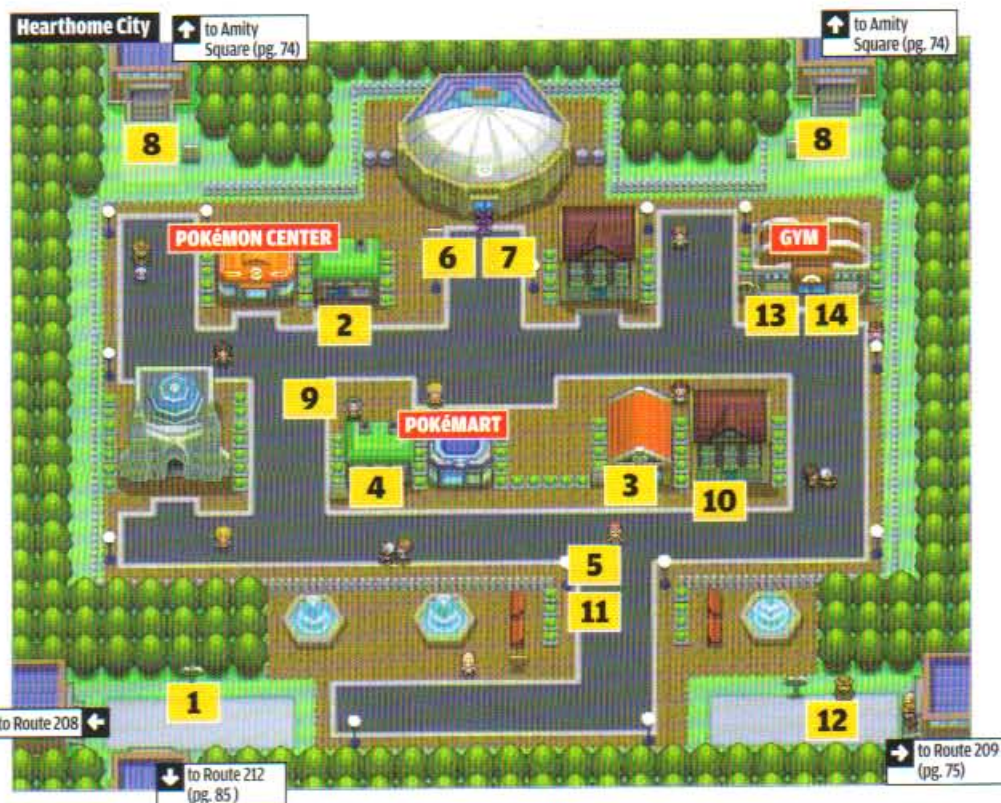 Hearthome City
to Amity
Square (pg. 74)
to Amity
Square (pg. 74)
8
8
POKéMON CENTER
GYM
6
7
2
13
14
9
POKéMART
4
3
10
5
11
1
12
to Route 208
to Route 209
(pg. 75)
to Route 212
(pg. 85 )